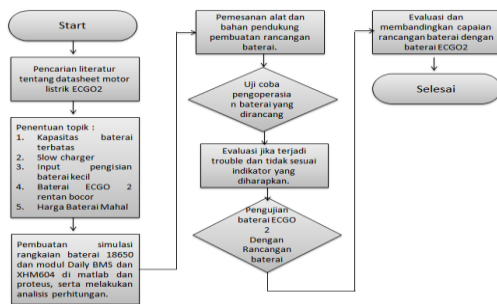 Start
Pencarian literatur
tentang datasheet motor
listrik ECGO2
Penentuan topik :
1. Kapasitas baterai
terbatas
2. Slow charger
3. Input pengisian
baterai kecil
4. Baterai ECGO 2
rentan bocor
5. Harga Baterai Mahal
Pembuatan simulasi
rangkaian baterai 18650
dan modul Daily BMS dan
XHM604 di matlab dan
proteus, serta melakukan
analisis perhitungan.
Pemesanan alat dan
bahan pendukung
pembuatan rancangan
baterai.
Uji coba
pengoperasia
n baterai yang
dirancang
Evaluasi jika terjadi
trouble dan tidak sesuai
indikator yang
diharapkan.
Pengujian
baterai ECGO
2
Dengan
Rancangan
baterai
Evaluasi dan
membandingkan capaian
rancangan baterai dengan
baterai ECGO2
Selesai